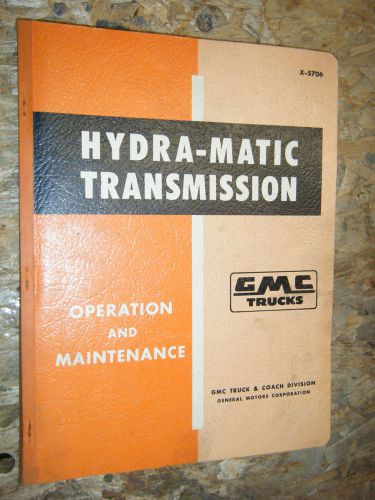 X-5706
HYDRA-MATIC
TRANSMISSION
GMC
TRUCKS
OPERATION
AND
MAINTENANCE
GMC TRUCK & COACH DIVISION
GENERAL MOTORS CORPORATION